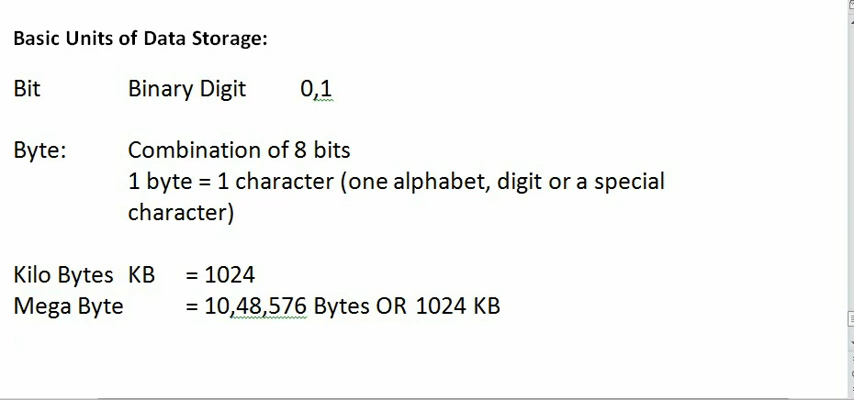 Basic Units of Data Storage:
Bit Binary Digit 0,1
Byte: Combination of 8 bits
1 byte = 1 character (one alphabet, digit or a special
character)
Kilo Bytes KB = 1024
Mega Byte = 10,48,576 Bytes OR 1024 KB